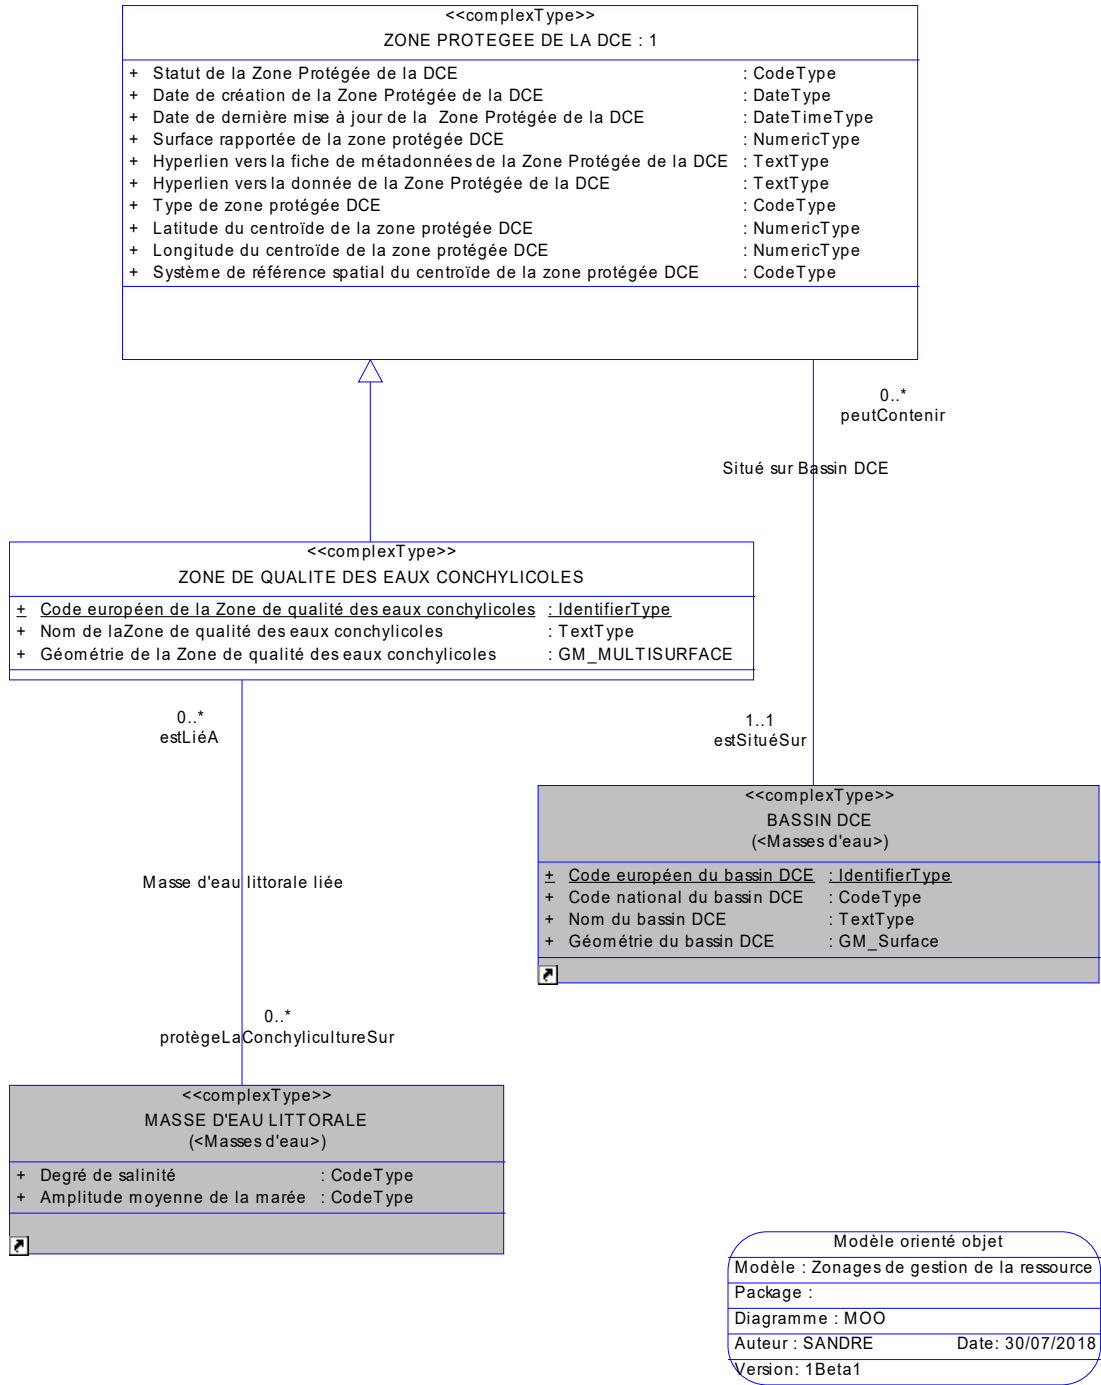 <<complexType>>
ZONE PROTEGEE DE LA DCE : 1
+ Statut de la Zone Protégée de la DCE : CodeType
+ Date de création de la Zone Protégée de la DCE : DateType
+ Date de dernière mise à jour de la Zone Protégée de la DCE : DateTimeType
+ Surface rapportée de la zone protégée DCE : NumericType
+ Hyperlien vers la fiche de métadonnées de la Zone Protégée de la DCE : TextType
+ Hyperlien vers la donnée de la Zone Protégée de la DCE : TextType
+ Type de zone protégée DCE : CodeType
+ Latitude du centroïde de la zone protégée DCE : NumericType
+ Longitude du centroïde de la zone protégée DCE : NumericType
+ Système de référence spatial du centroïde de la zone protégée DCE : CodeType
0..*
peutContenir
Situé sur Bassin DCE
<<complexType>>
ZONE DE QUALITE DES EAUX CONCHYLICOLES
+ Code européen de la Zone de qualité des eaux conchylicoles : IdentifierType
+ Nom de laZone de qualité des eaux conchylicoles : TextType
+ Géométrie de la Zone de qualité des eaux conchylicoles : GM_MULTISURFACE
0..*
estLiéA
1..1
estSituéSur
<<complexType>>
BASSIN DCE
(<Masses d'eau>)
+ Code européen du bassin DCE : IdentifierType
+ Code national du bassin DCE : CodeType
+ Nom du bassin DCE : TextType
+ Géométrie du bassin DCE : GM_Surface
Masse d'eau littorale liée
0..*
protègeLaConchylicultureSur
<<complexType>>
MASSE D'EAU LITTORALE
(<Masses d'eau>)
+ Degré de salinité : CodeType
+ Amplitude moyenne de la marée : CodeType
Modèle orienté objet
Modèle : Zonages de gestion de la ressource
Package :
Diagramme : MOO
Auteur : SANDRE Date: 30/07/2018
Version: 1Beta1